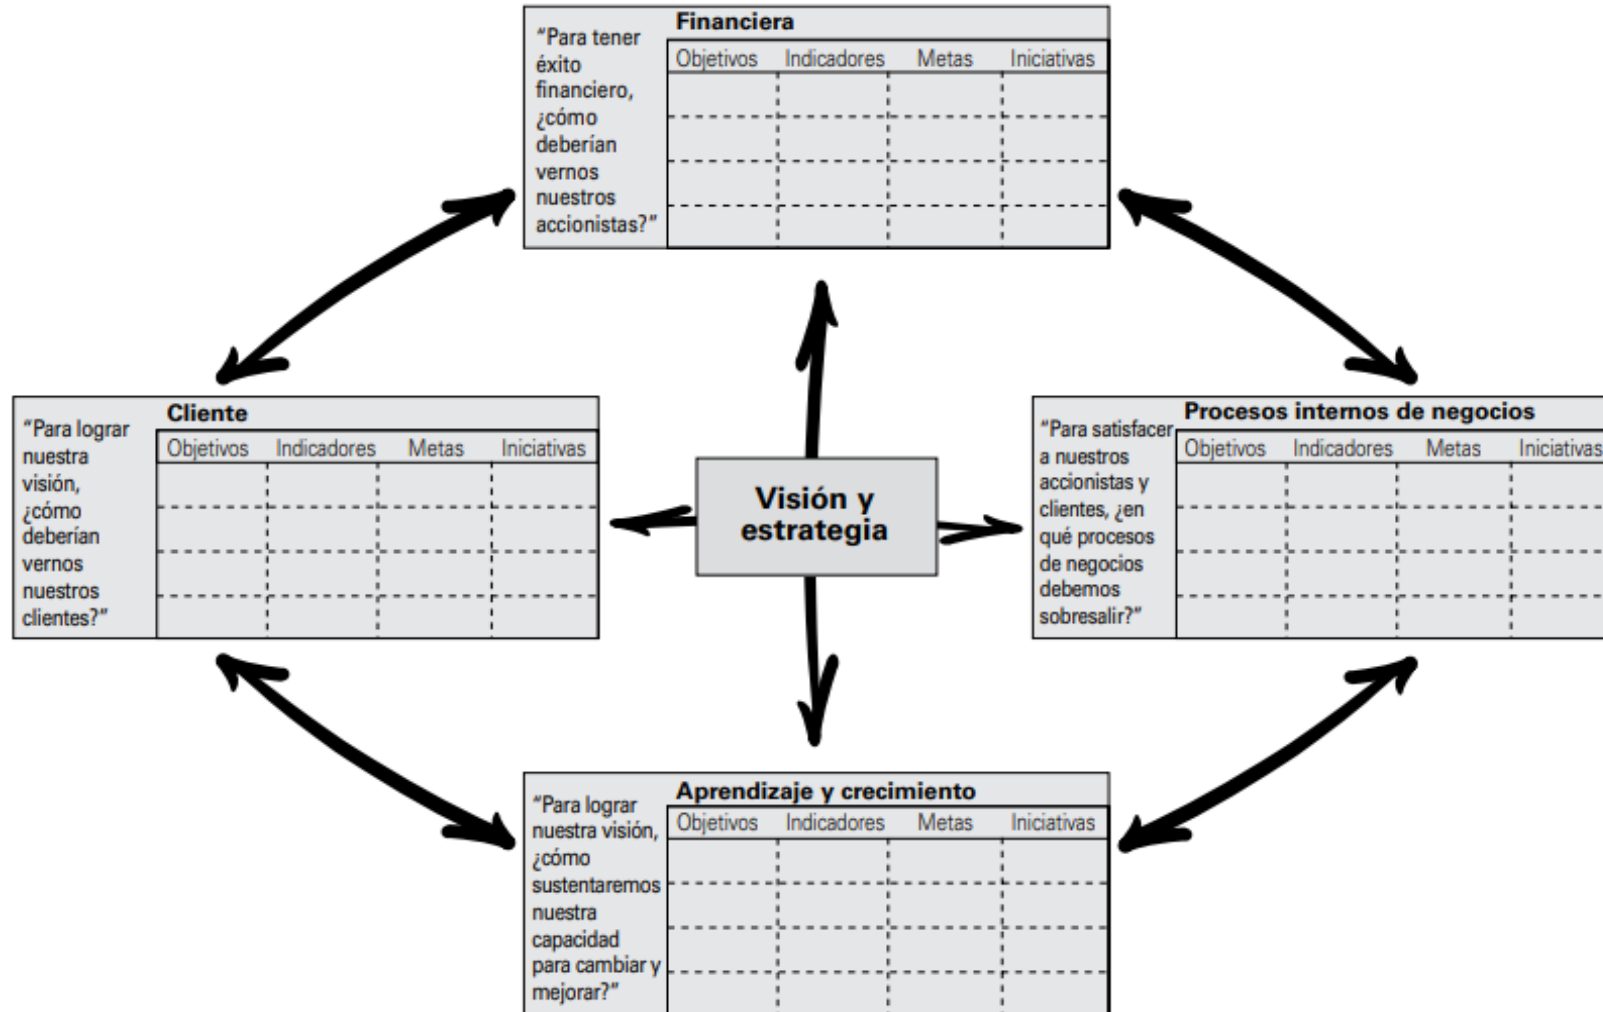 Financiera
“Para tener
éxito
financiero,
¿cómo
deberían
vernos
nuestros
accionistas?”
Objetivos Indicadores Metas Iniciativas
Cliente
“Para lograr
nuestra
visión,
¿cómo
deberían
vernos
nuestros
clientes?”
Objetivos Indicadores Metas Iniciativas
Visión y
estrategia
Procesos internos de negocios
“Para satisfacer
a nuestros
accionistas y
clientes, ¿en
qué procesos
de negocios
debemos
sobresalir?”
Objetivos Indicadores Metas Iniciativas
Aprendizaje y crecimiento
“Para lograr
nuestra visión,
¿cómo
sustentaremos
nuestra
capacidad
para cambiar y
mejorar?”
Objetivos Indicadores Metas Iniciativas